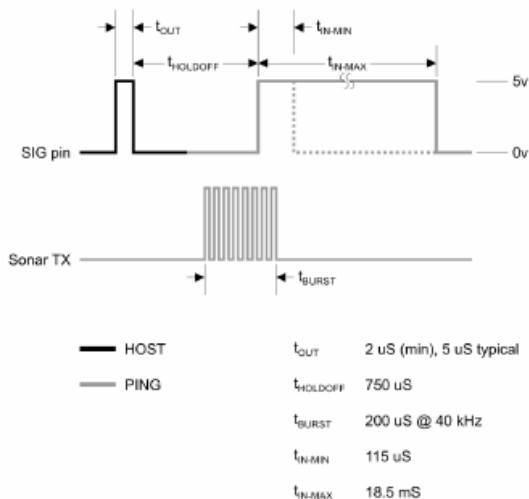 tOUT
tIN-MIN
tHOLDOFF
tIN-MAX
5v
SIG pin
0v
Sonar TX
tBURST
HOST
tOUT 2 uS (min), 5 uS typical
PING
tHOLDOFF 750 uS
tBURST 200 uS @ 40 kHz
tIN-MIN 115 uS
tIN-MAX 18.5 mS